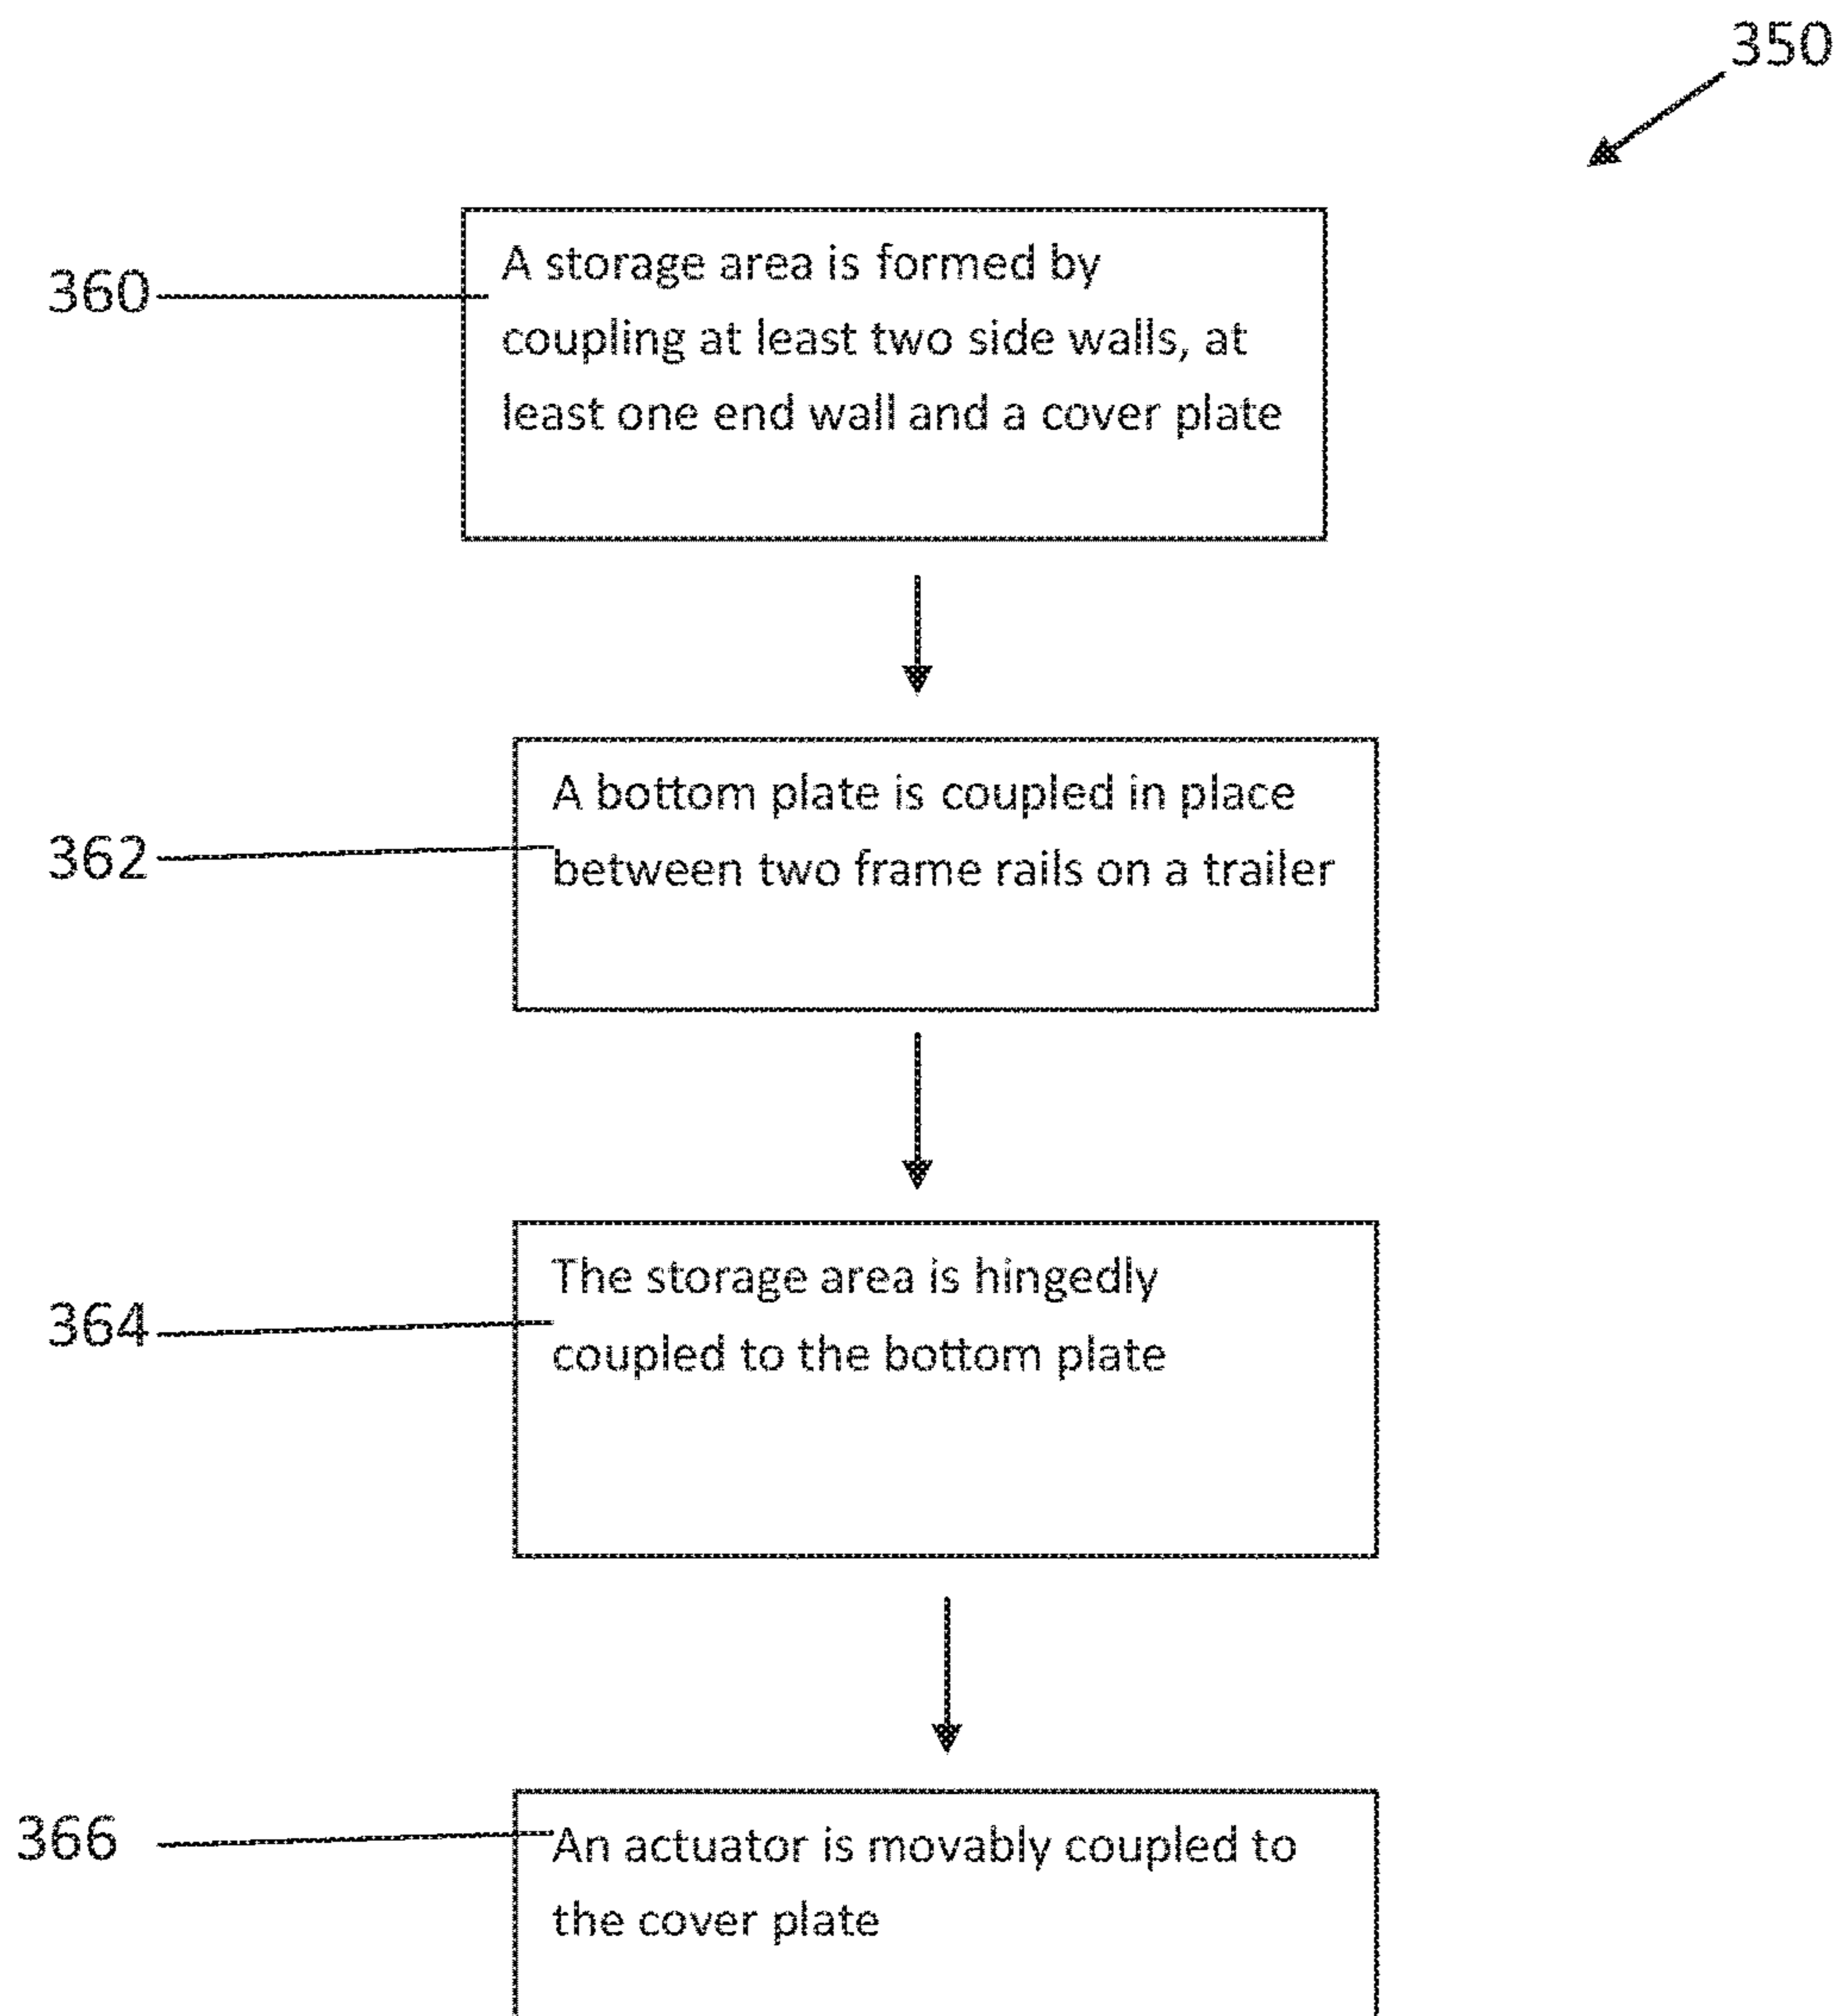 350
360
A storage area is formed by
coupling at least two side walls, at
least one end wall and a cover plate
362
A bottom plate is coupled in place
between two frame rails on a trailer
364
The storage area is hingedly
coupled to the bottom plate
366
An actuator is movably coupled to
the cover plate